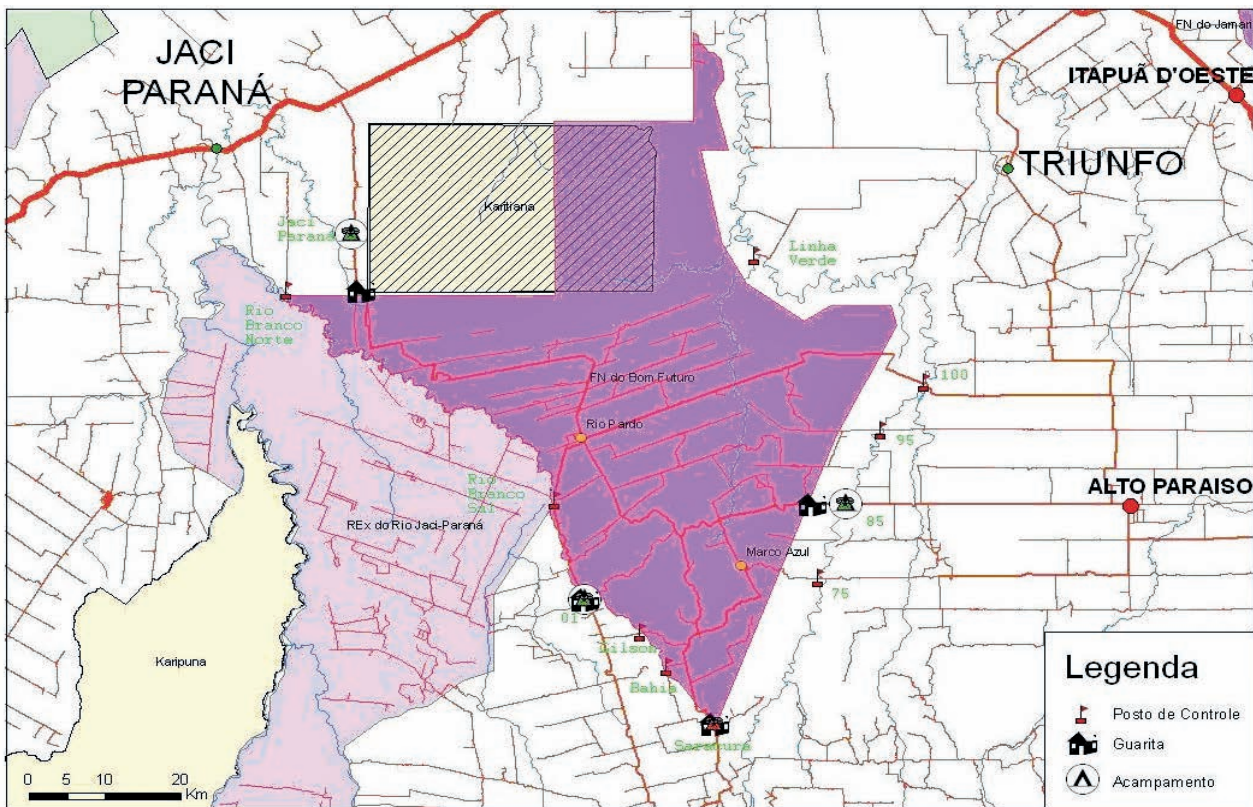 FN do Jaman
JACI
PARANÁ
ITAPUÃ D'OESTE
TRIUNFO
Karitiana
Jaci
Paraná
Linha
Verde
Rio
Branco
Norte
FN do Bom Futuro
100
Rio Pardo
95
Rio
Branco
Sul
ALTO PARAISO
85
REx do Rio Jaci-Paraná
Marco Azul
75
01
Dilson
Karipuna
Bahia
Saracura
Legenda
Posto de Controle
Guarita
Acampamento
0 5 10 20
Km